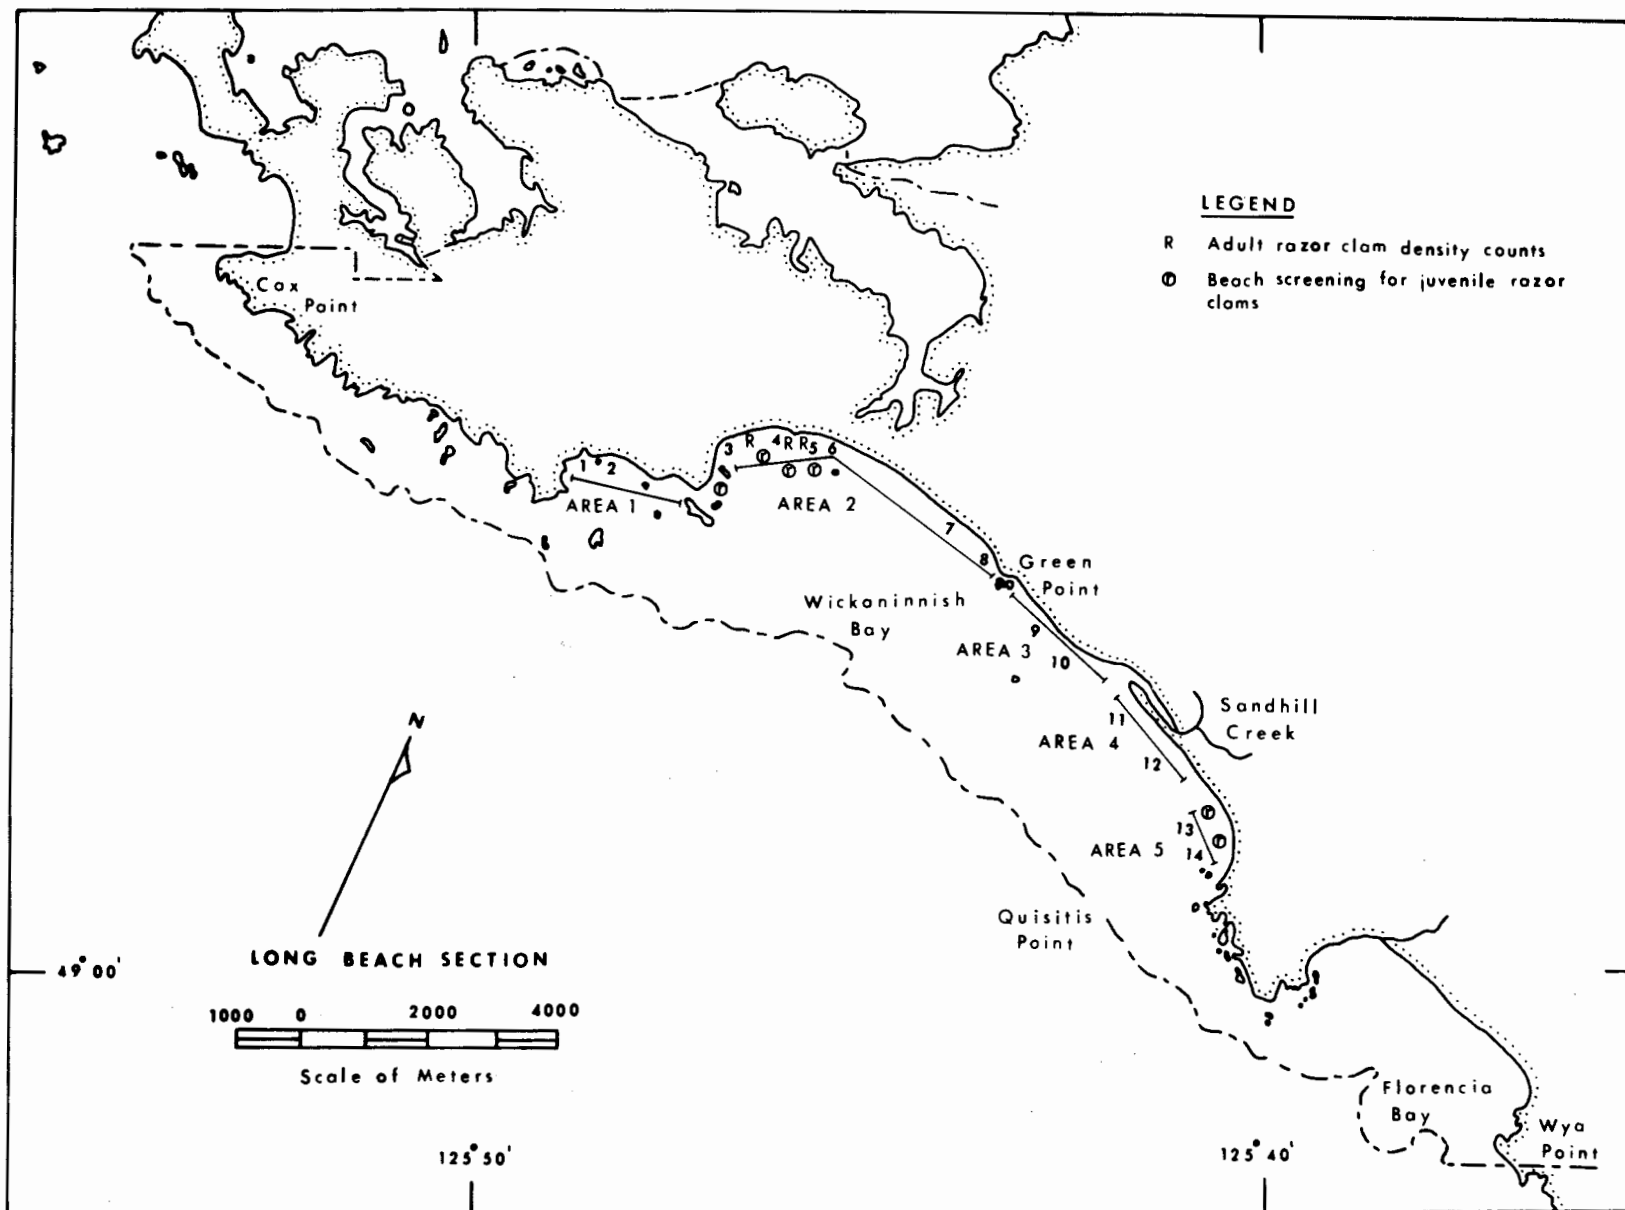 LEGEND
R Adult razor clam density counts
ⓡ Beach screening for juvenile razor
clams
Cox
Point
3 R 4 R R 5 6
1 2
AREA 1
AREA 2
7
8
Green
Point
Wickaninnish
Bay
9
AREA 3
10
Sandhill
Creek
11
AREA 4
12
N
13
AREA 5 14
Quisitis
Point
LONG BEACH SECTION
49°00'
1000 0 2000 4000
Scale of Meters
Florencia
Bay
Wya
Point
125°50'
125°40'